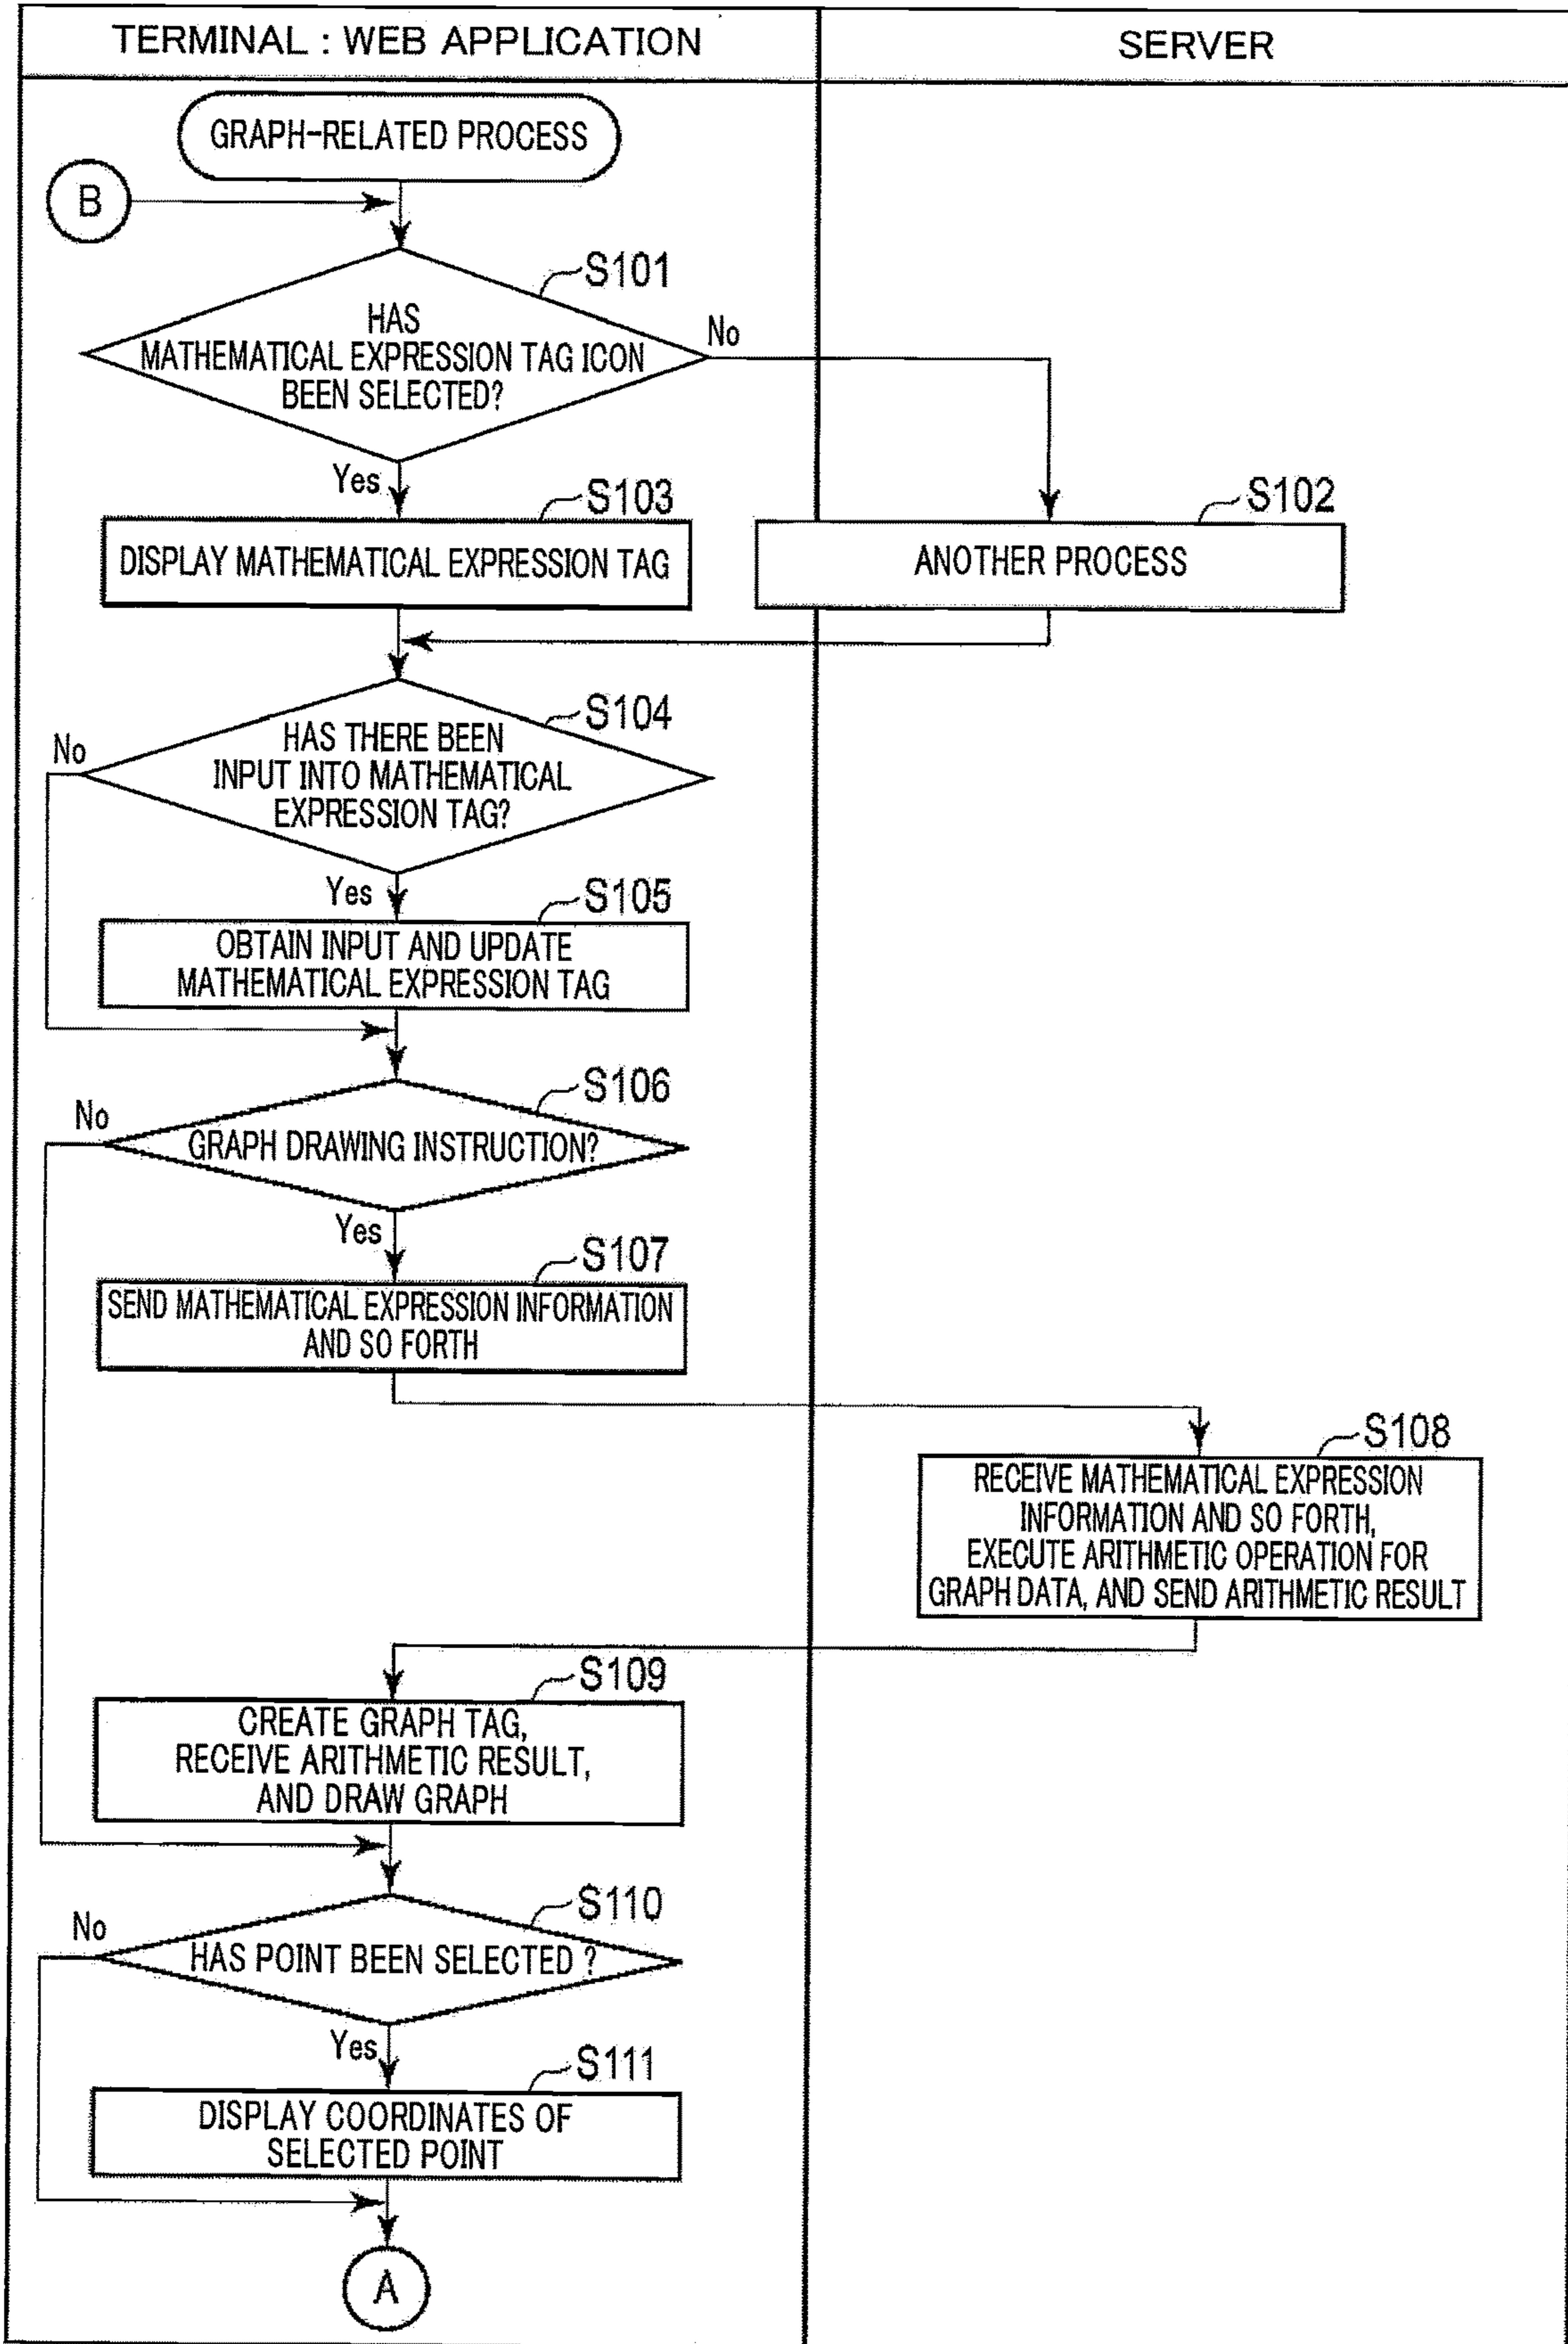 TERMINAL : WEB APPLICATION
SERVER
GRAPH-RELATED PROCESS
B
S101
HAS
MATHEMATICAL EXPRESSION TAG ICON
BEEN SELECTED?
No
Yes
S103
DISPLAY MATHEMATICAL EXPRESSION TAG
S102
ANOTHER PROCESS
S104
HAS THERE BEEN
INPUT INTO MATHEMATICAL
EXPRESSION TAG?
No
Yes
S105
OBTAIN INPUT AND UPDATE
MATHEMATICAL EXPRESSION TAG
S106
No
GRAPH DRAWING INSTRUCTION?
Yes
S107
SEND MATHEMATICAL EXPRESSION INFORMATION
AND SO FORTH
S108
RECEIVE MATHEMATICAL EXPRESSION
INFORMATION AND SO FORTH,
EXECUTE ARITHMETIC OPERATION FOR
GRAPH DATA, AND SEND ARITHMETIC RESULT
S109
CREATE GRAPH TAG,
RECEIVE ARITHMETIC RESULT,
AND DRAW GRAPH
S110
No
HAS POINT BEEN SELECTED ?
Yes
S111
DISPLAY COORDINATES OF
SELECTED POINT
A